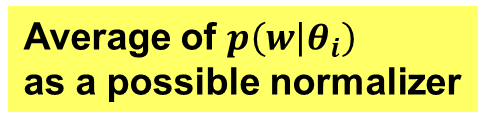 Average of p(w|θᵢ)
as a possible normalizer